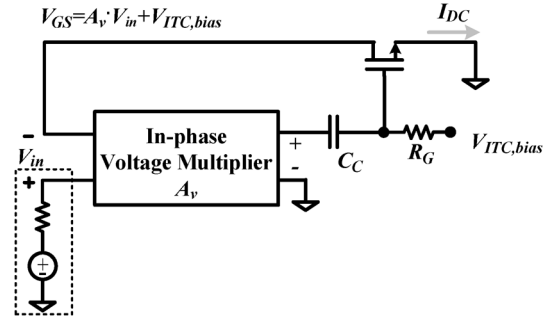 V_GS=A_v·V_in+V_ITC,bias
I_DC
-
V_in
+
In-phase
Voltage Multiplier
A_v
+
-
C_C
R_G
V_ITC,bias
±